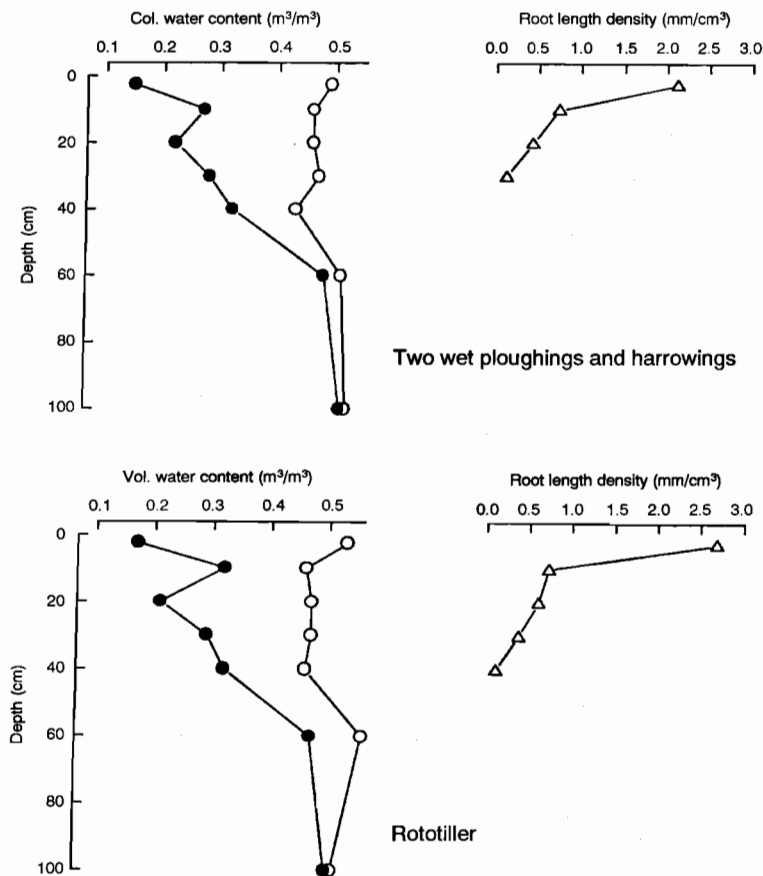 Col. water content (m³/m³)
0.1 0.2 0.3 0.4 0.5
0
20
40
60
80
100
Depth (cm)
Root length density (mm/cm³)
0.0 0.5 1.0 1.5 2.0 2.5 3.0
Two wet ploughings and harrowings
Vol. water content (m³/m³)
0.1 0.2 0.3 0.4 0.5
0
20
40
60
80
100
Depth (cm)
Root length density (mm/cm³)
0.0 0.5 1.0 1.5 2.0 2.5 3.0
Rototiller